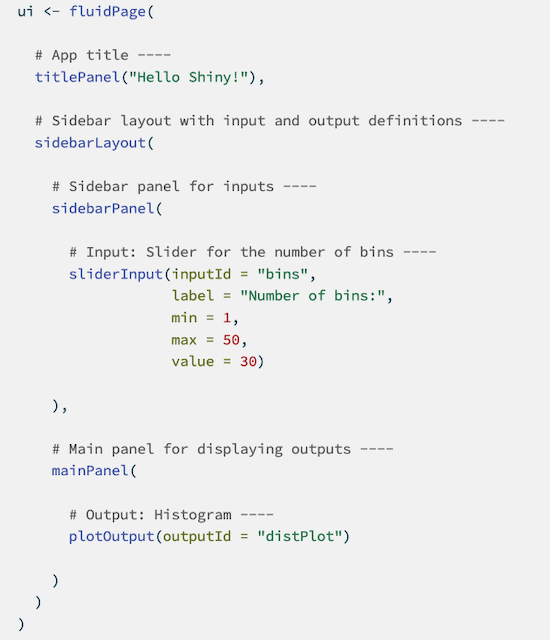 ui <- fluidPage(
# App title ----
titlePanel("Hello Shiny!"),
# Sidebar layout with input and output definitions ----
sidebarLayout(
# Sidebar panel for inputs ----
sidebarPanel(
# Input: Slider for the number of bins ----
sliderInput(inputId = "bins",
label = "Number of bins:",
min = 1,
max = 50,
value = 30)
),
# Main panel for displaying outputs ----
mainPanel(
# Output: Histogram ----
plotOutput(outputId = "distPlot")
)
)
)